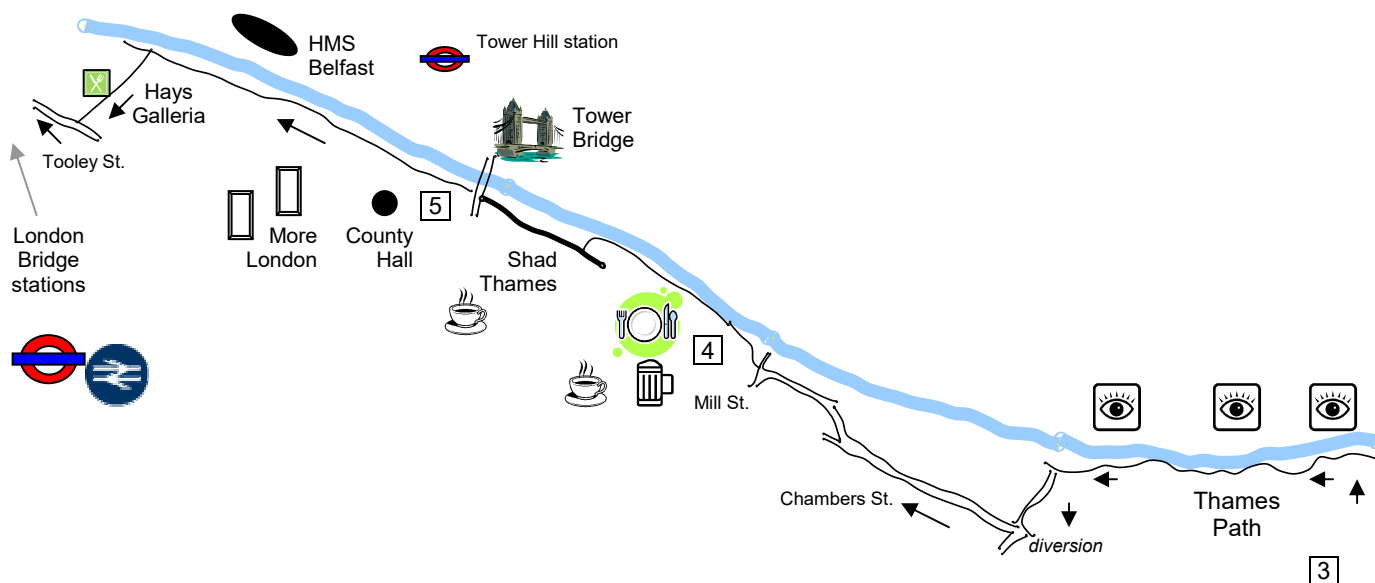 HMS
Belfast
Tower Hill station
Hays
Galleria
Tower
Bridge
Tooley St.
5
London
Bridge
stations
More
London
County
Hall
Shad
Thames
4
Mill St.
Chambers St.
Thames
Path
diversion
3